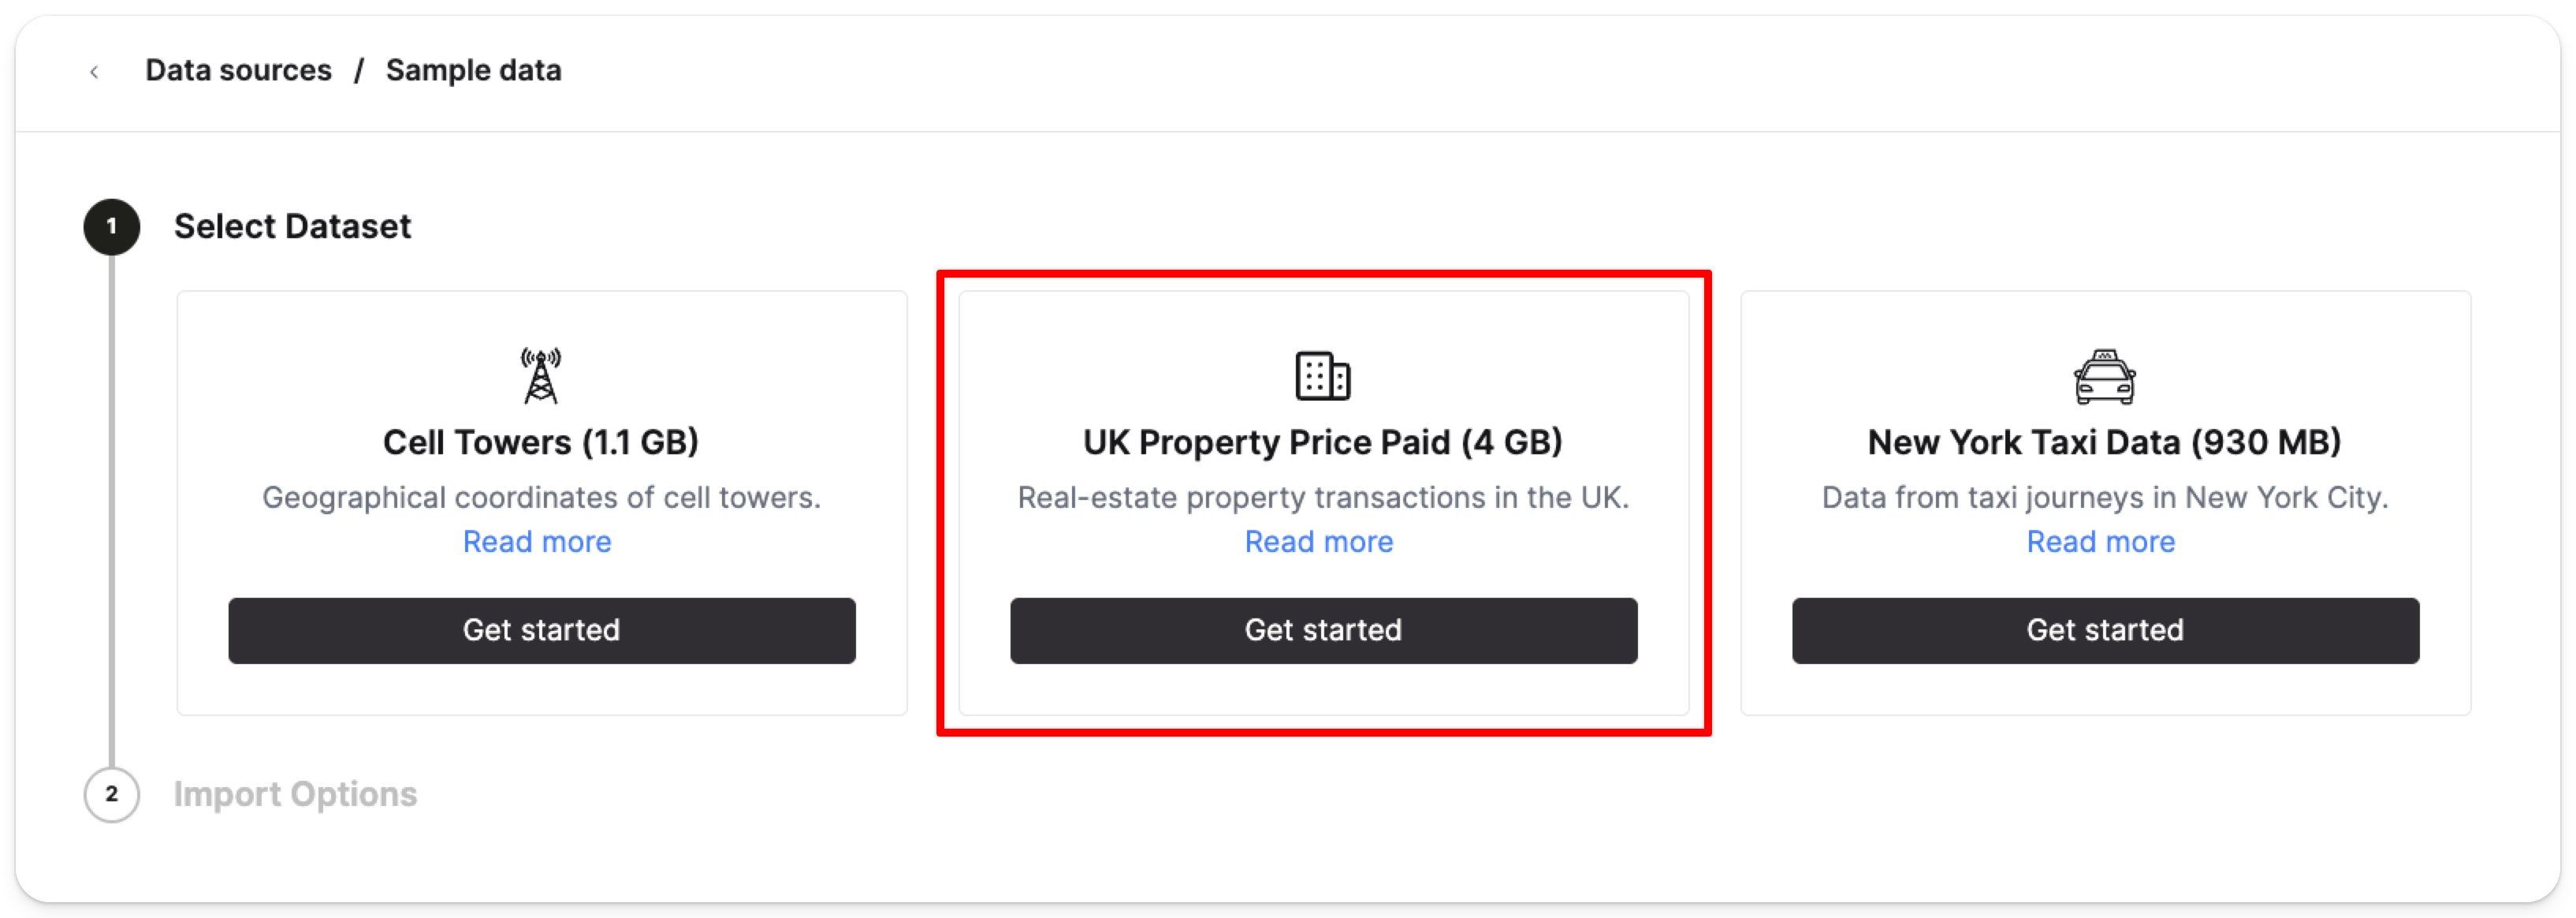 Data sources / Sample data
1 Select Dataset
Cell Towers (1.1 GB)
Geographical coordinates of cell towers.
Read more
Get started
UK Property Price Paid (4 GB)
Real-estate property transactions in the UK.
Read more
Get started
New York Taxi Data (930 MB)
Data from taxi journeys in New York City.
Read more
Get started
2 Import Options